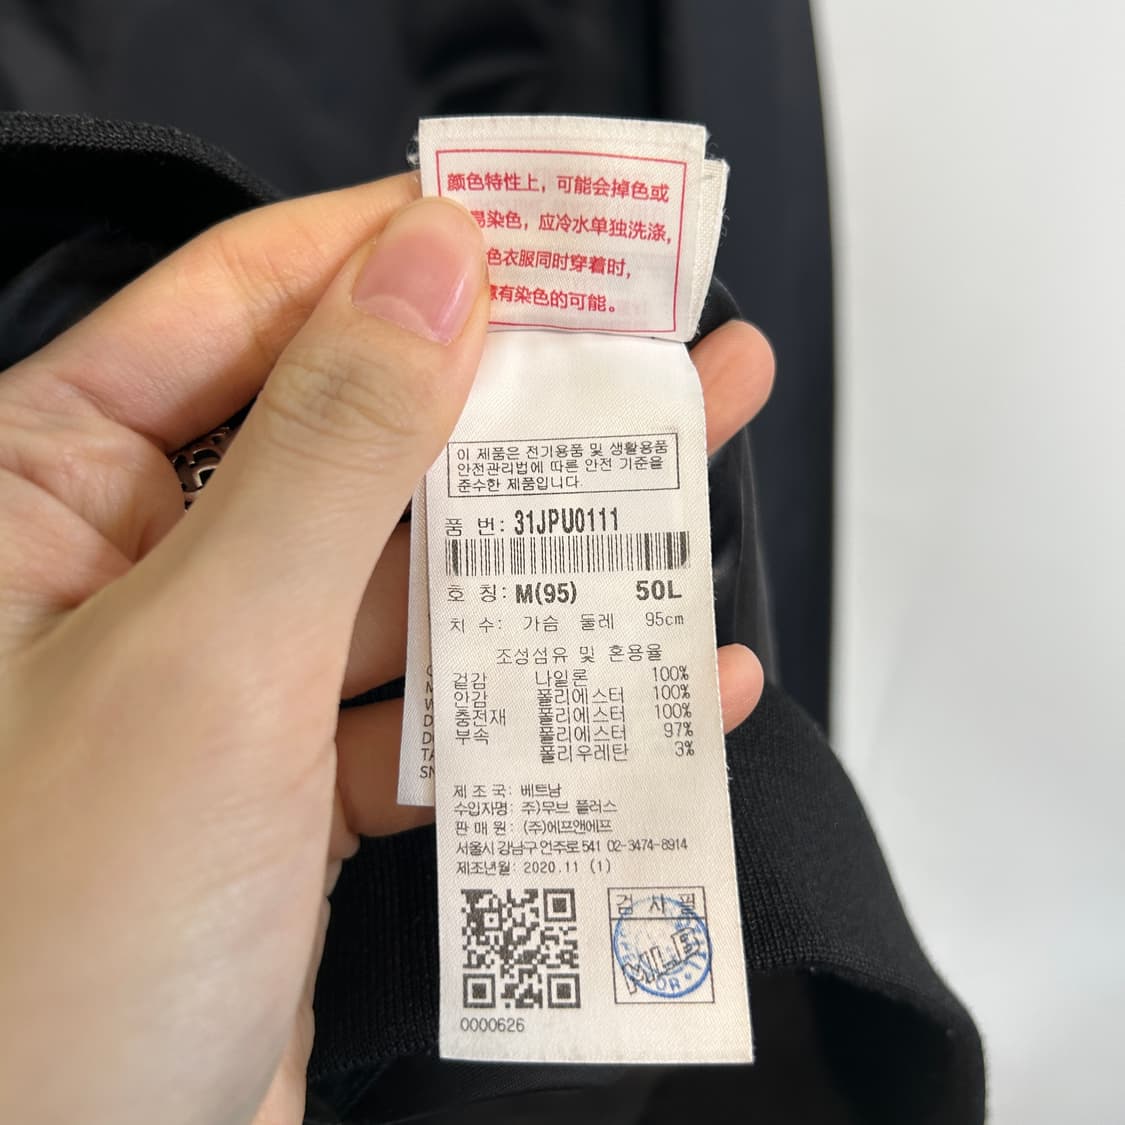 颜色特性上，可能会掉色或
易染色，应冷水单独洗涤，
色衣服同时穿着时，
有染色的可能。
이 제품은 전기용품 및 생활용품
안전관리법에 따른 안전 기준을
준수한 제품입니다.
품 번: 31JPU0111
호 칭: M(95) 50L
치 수: 가슴 둘레 95cm
조성섬유 및 혼용율
겉감 나일론 100%
안감 폴리에스터 100%
충전재 폴리에스터 100%
부속 폴리에스터 97%
폴리우레탄 3%
제 조 국: 베트남
수입자명: 주)무브 플러스
판 매 원: (주)에프앤에프
서울시 강남구 언주로 541 02-3474-8914
제조년월: 2020.11 (1)
검 사 필
MLB
0000626